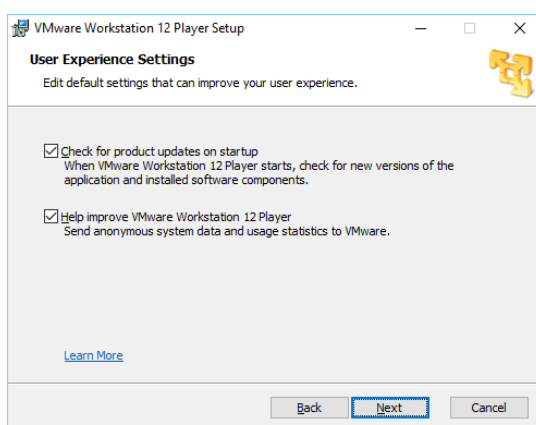 VMware Workstation 12 Player Setup
User Experience Settings
Edit default settings that can improve your user experience.
Check for product updates on startup
When VMware Workstation 12 Player starts, check for new versions of the
application and installed software components.
Help improve VMware Workstation 12 Player
Send anonymous system data and usage statistics to VMware.
Learn More
Back Next Cancel